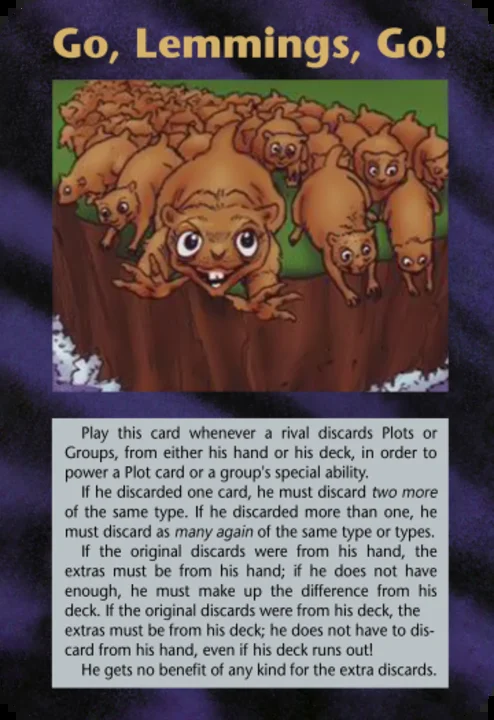 Go, Lemmings, Go!
Play this card whenever a rival discards Plots or
Groups, from either his hand or his deck, in order to
power a Plot card or a group's special ability.
If he discarded one card, he must discard two more
of the same type. If he discarded more than one, he
must discard as many again of the same type or types.
If the original discards were from his hand, the
extras must be from his hand; if he does not have
enough, he must make up the difference from his
deck. If the original discards were from his deck, the
extras must be from his deck; he does not have to dis-
card from his hand, even if his deck runs out!
He gets no benefit of any kind for the extra discards.